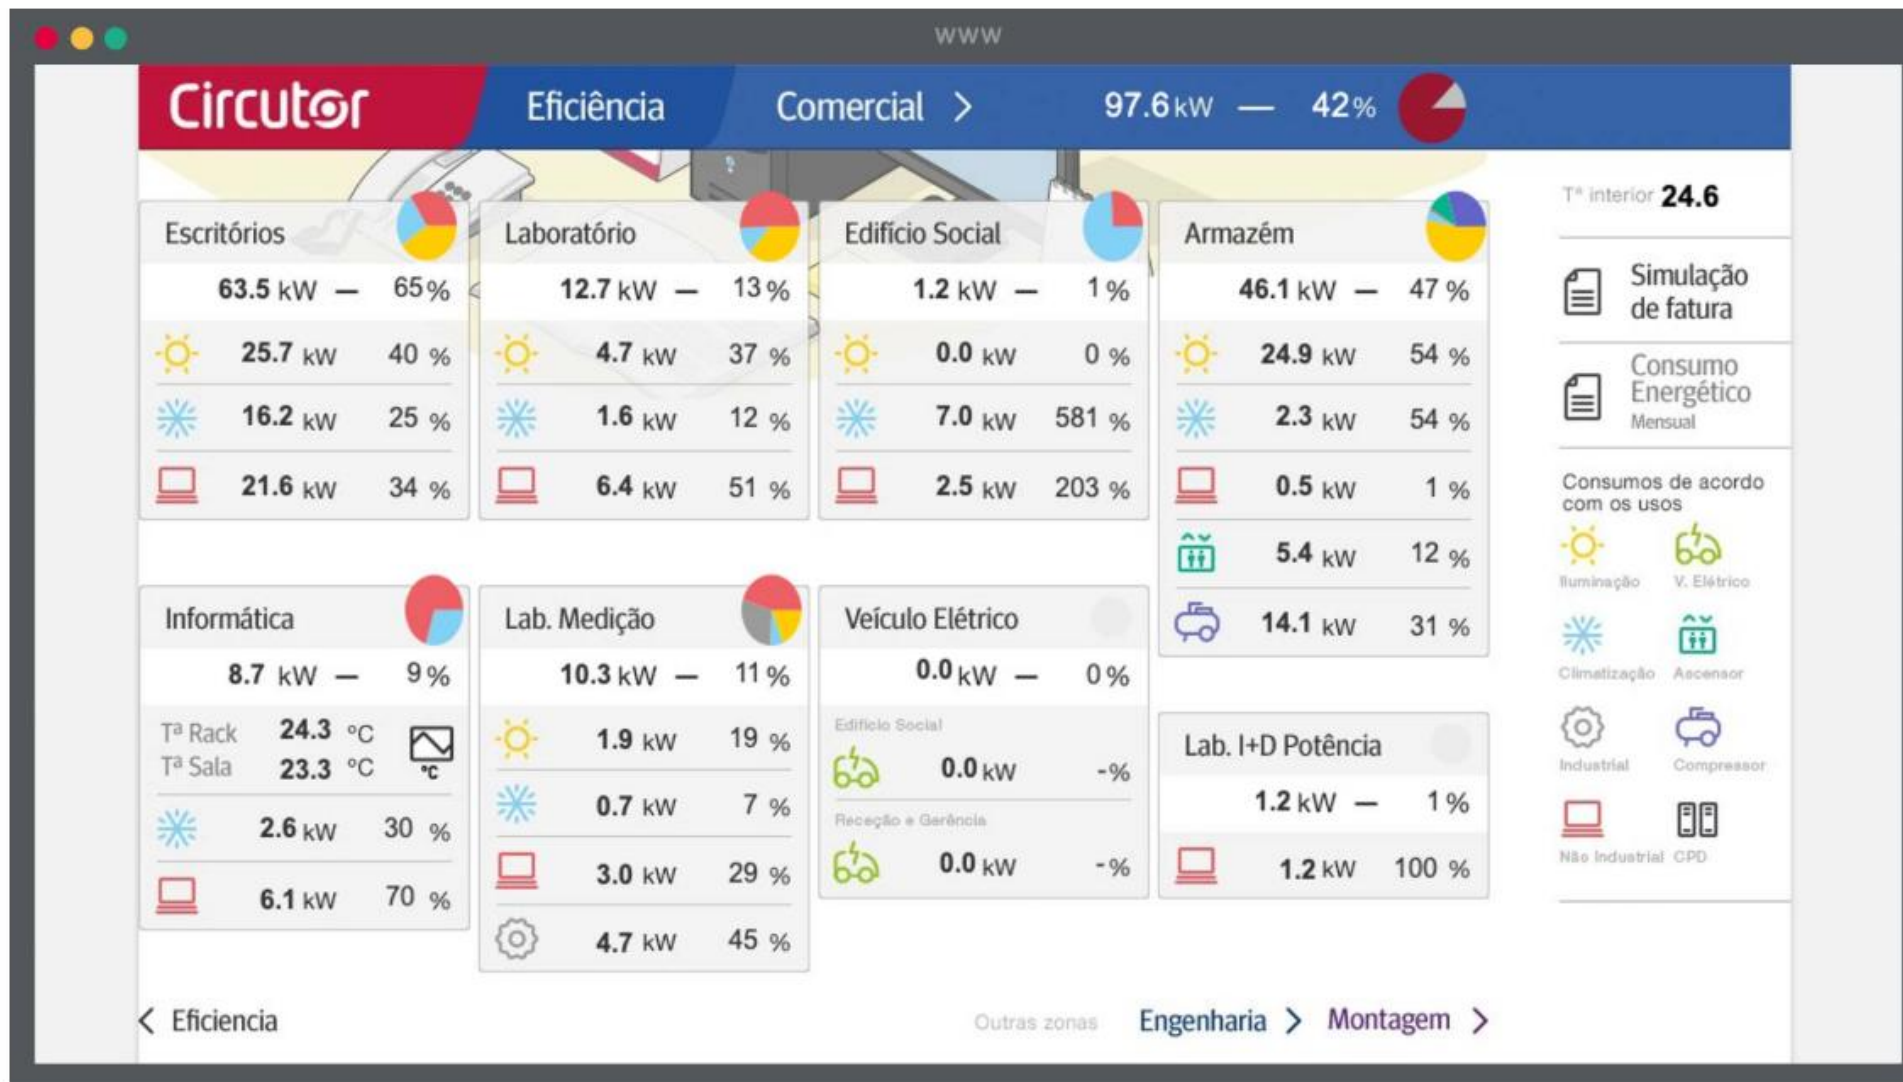 www
Circutor
Eficiência
Comercial >
97.6 kW — 42%
Tª interior 24.6
Simulação
de fatura
Consumo
Energético
Mensual
Consumos de acordo
com os usos
Iluminação V. Elétrico
Climatização Ascensor
Industrial Compressor
Não Industrial CPD
Escritórios
63.5 kW — 65%
25.7 kW 40 %
16.2 kW 25 %
21.6 kW 34 %
Laboratório
12.7 kW — 13%
4.7 kW 37 %
1.6 kW 12 %
6.4 kW 51 %
Edifício Social
1.2 kW — 1%
0.0 kW 0 %
7.0 kW 581 %
2.5 kW 203 %
Armazém
46.1 kW — 47 %
24.9 kW 54 %
2.3 kW 54 %
0.5 kW 1 %
5.4 kW 12 %
14.1 kW 31 %
Informática
8.7 kW — 9%
Tª Rack 24.3 °C
Tª Sala 23.3 °C
°C
2.6 kW 30 %
6.1 kW 70 %
Lab. Medição
10.3 kW — 11%
1.9 kW 19 %
0.7 kW 7 %
3.0 kW 29 %
4.7 kW 45 %
Veículo Elétrico
0.0 kW — 0%
Edifício Social
0.0 kW -%
Receção e Gerência
0.0 kW -%
Lab. I+D Potência
1.2 kW — 1%
1.2 kW 100 %
< Eficiencia
Outras zonas Engenharia > Montagem >